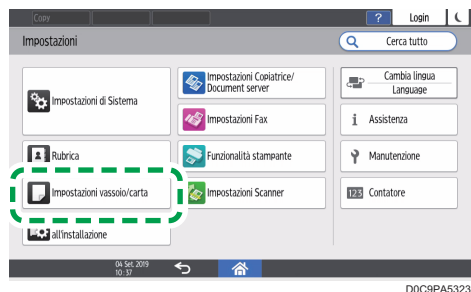 Copy
? Login
Impostazioni
Cerca tutto
Impostazioni di Sistema
Impostazioni Copiatrice/
Document server
Cambia lingua
Language
Impostazioni Fax
i Assistenza
Rubrica
Funzionalità stampante
Manutenzione
Impostazioni vassoio/carta
Impostazioni Scanner
123 Contatore
all'installazione
04 Set 2019
10:37
D0C9PA5323